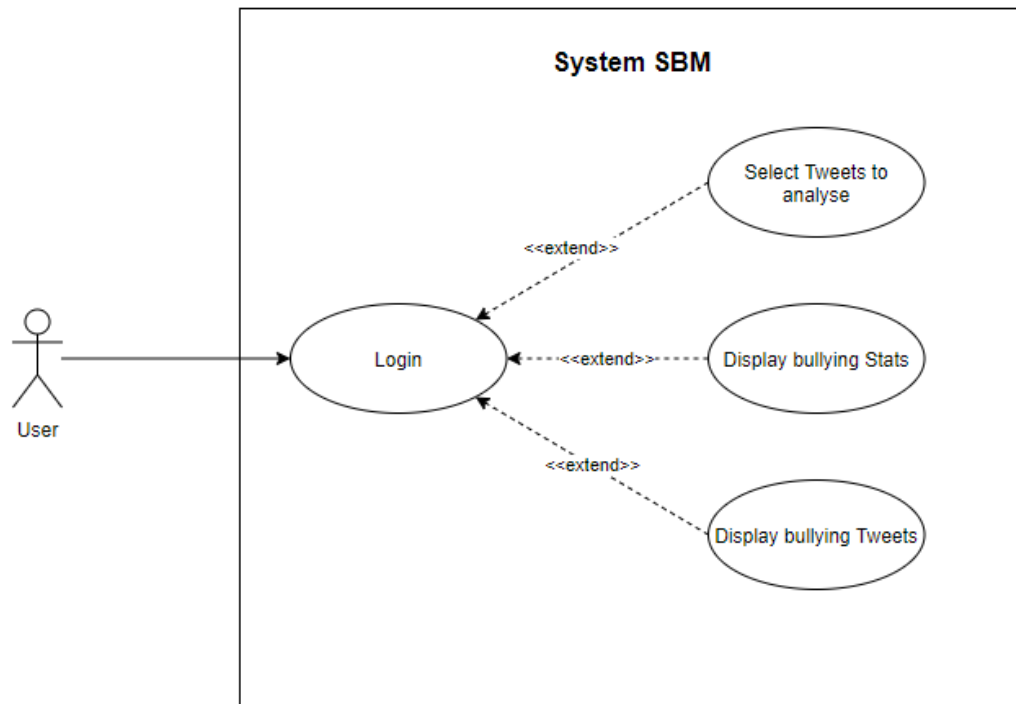 System SBM
Select Tweets to
analyse
<<extend>>
User
Login
<<extend>>
Display bullying Stats
<<extend>>
Display bullying Tweets